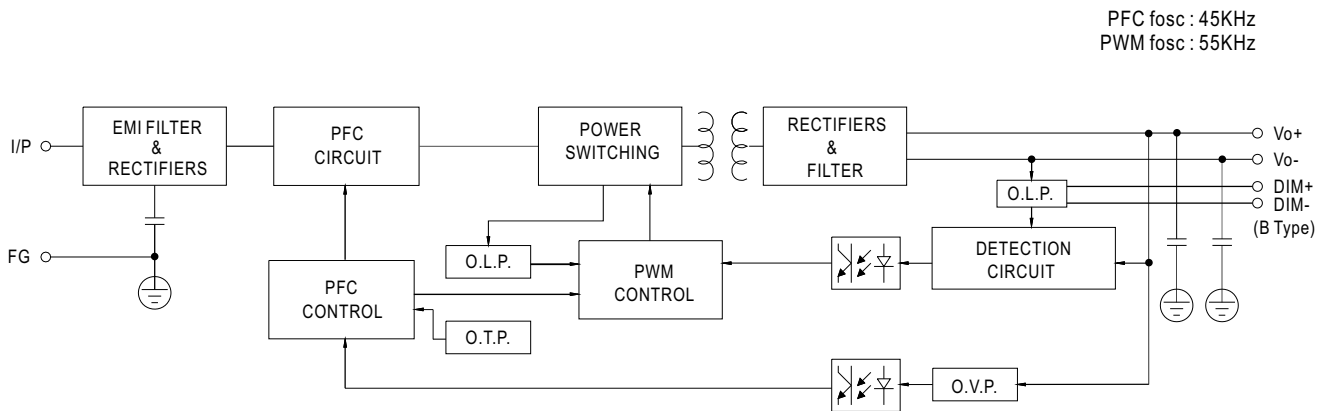 PFC fosc : 45KHz
PWM fosc : 55KHz
I/P
EMI FILTER
&
RECTIFIERS
PFC
CIRCUIT
POWER
SWITCHING
RECTIFIERS
&
FILTER
Vo+
Vo-
O.L.P.
DIM+
DIM-
(B Type)
FG
O.L.P.
PWM
CONTROL
DETECTION
CIRCUIT
PFC
CONTROL
O.T.P.
O.V.P.